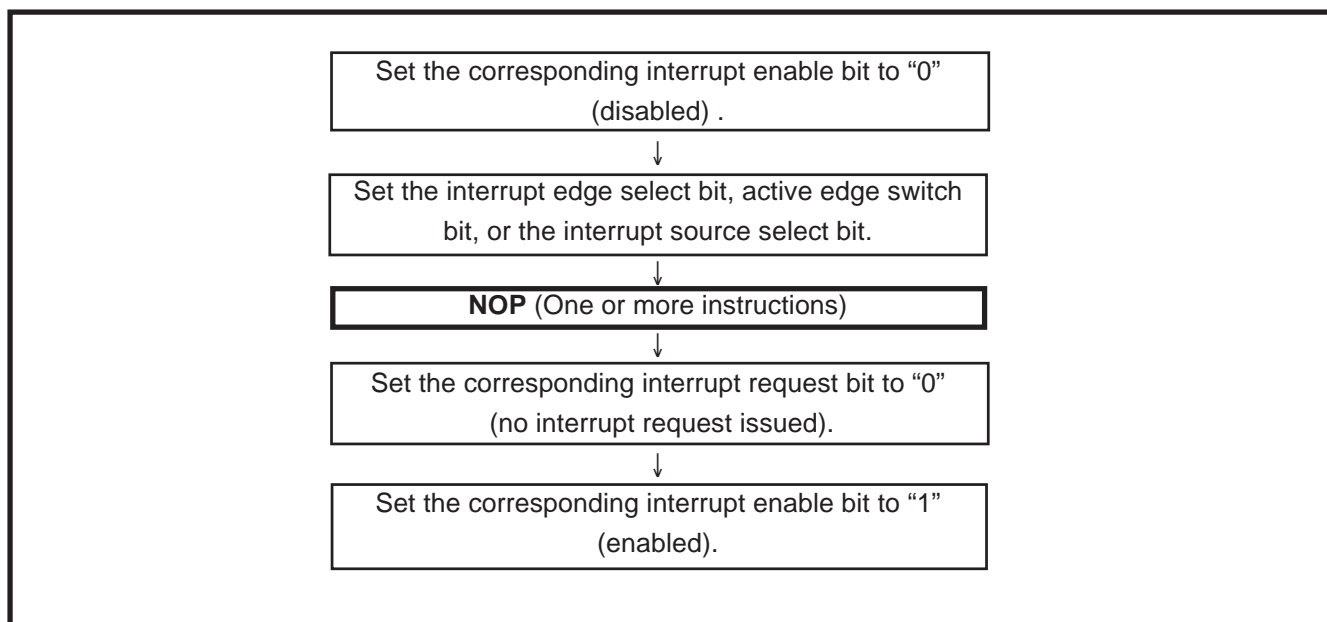 Set the corresponding interrupt enable bit to “0”
(disabled) .
↓
Set the interrupt edge select bit, active edge switch
bit, or the interrupt source select bit.
↓
NOP (One or more instructions)
↓
Set the corresponding interrupt request bit to “0”
(no interrupt request issued).
↓
Set the corresponding interrupt enable bit to “1”
(enabled).